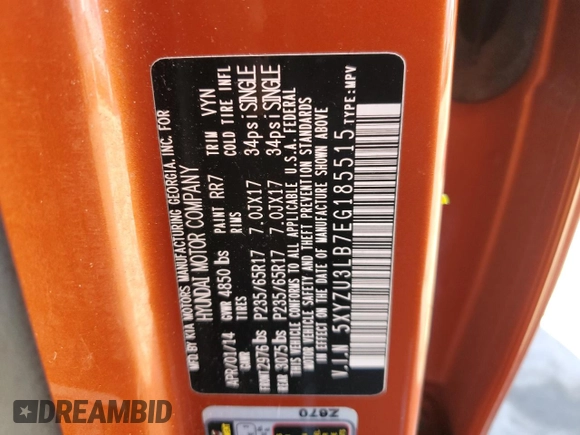 MFD BY KIA MOTORS MANUFACTURING GEORGIA, INC. FOR
HYUNDAI MOTOR COMPANY
APR/01/14 PAINT RR7 TRIM VYN
GVWR 4850 lbs
GAWR TIRES RIMS COLD TIRE INFL
FRONT 2976 lbs P235/65R17 7.0JX17 34psi SINGLE
REAR 3075 lbs P235/65R17 7.0JX17 34psi SINGLE
THIS VEHICLE CONFORMS TO ALL APPLICABLE U.S.A. FEDERAL
MOTOR VEHICLE SAFETY AND THEFT PREVENTION STANDARDS
IN EFFECT ON THE DATE OF MANUFACTURE SHOWN ABOVE
V.I.N. 5XYZU3LB7EG185515 TYPE:MPV
Z670
DREAMBID